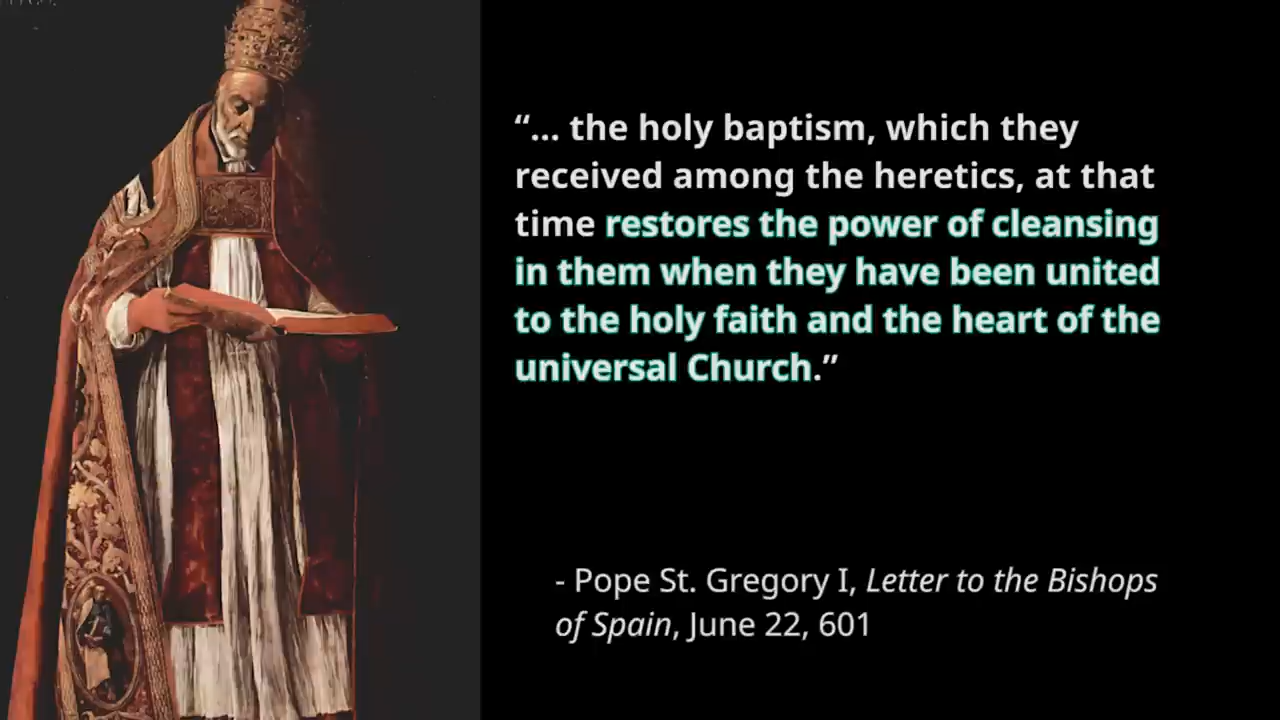 “... the holy baptism, which they
received among the heretics, at that
time restores the power of cleansing
in them when they have been united
to the holy faith and the heart of the
universal Church.”
- Pope St. Gregory I, Letter to the Bishops
of Spain, June 22, 601